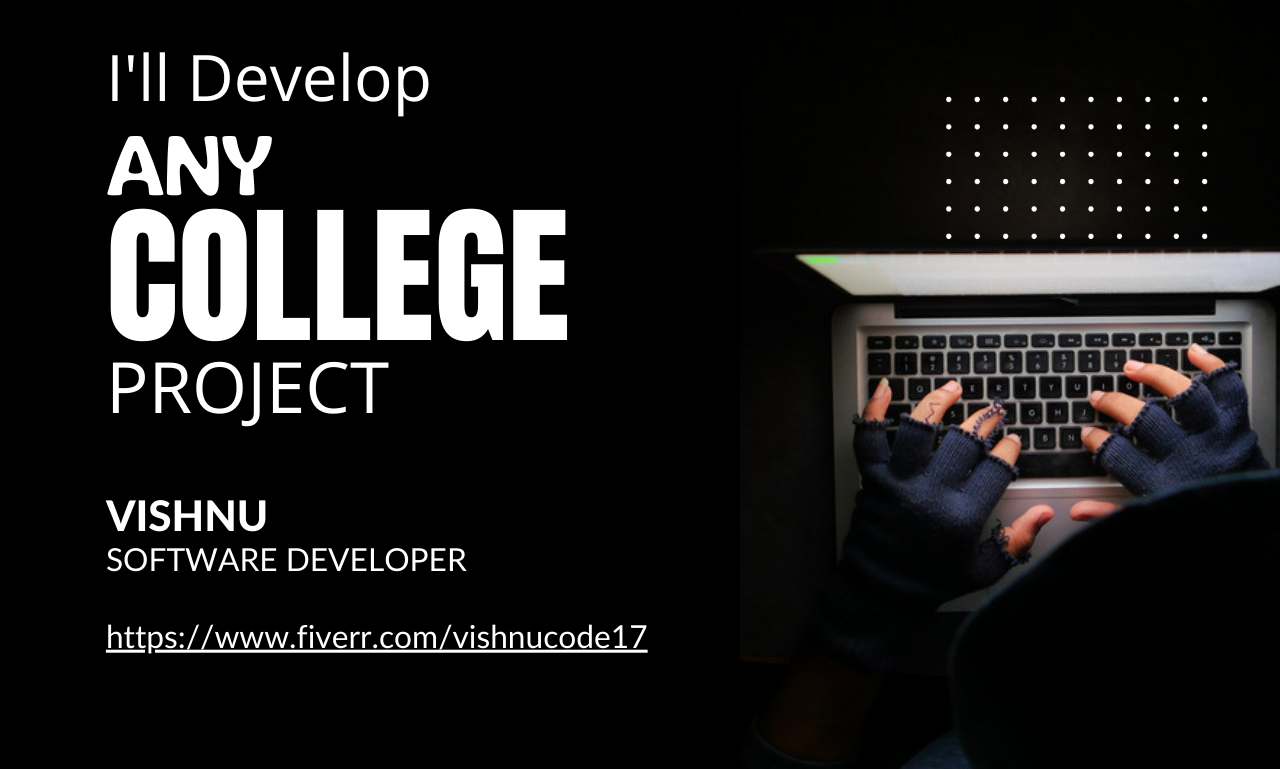 I'll Develop
ANY
COLLEGE
PROJECT
VISHNU
SOFTWARE DEVELOPER
https://www.fiverr.com/vishnucode17